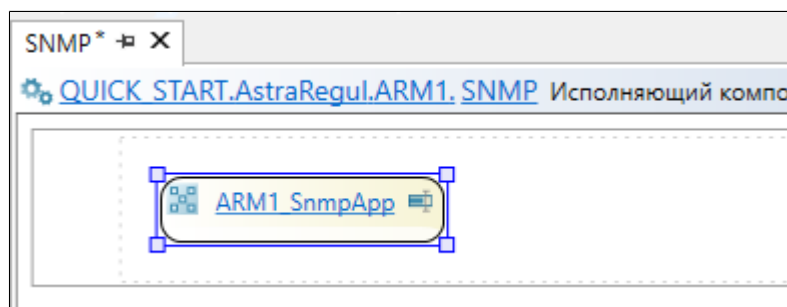 SNMP*
QUICK_START.AstraRegul.ARM1. SNMP Исполняющий компо
ARM1_SnmpApp